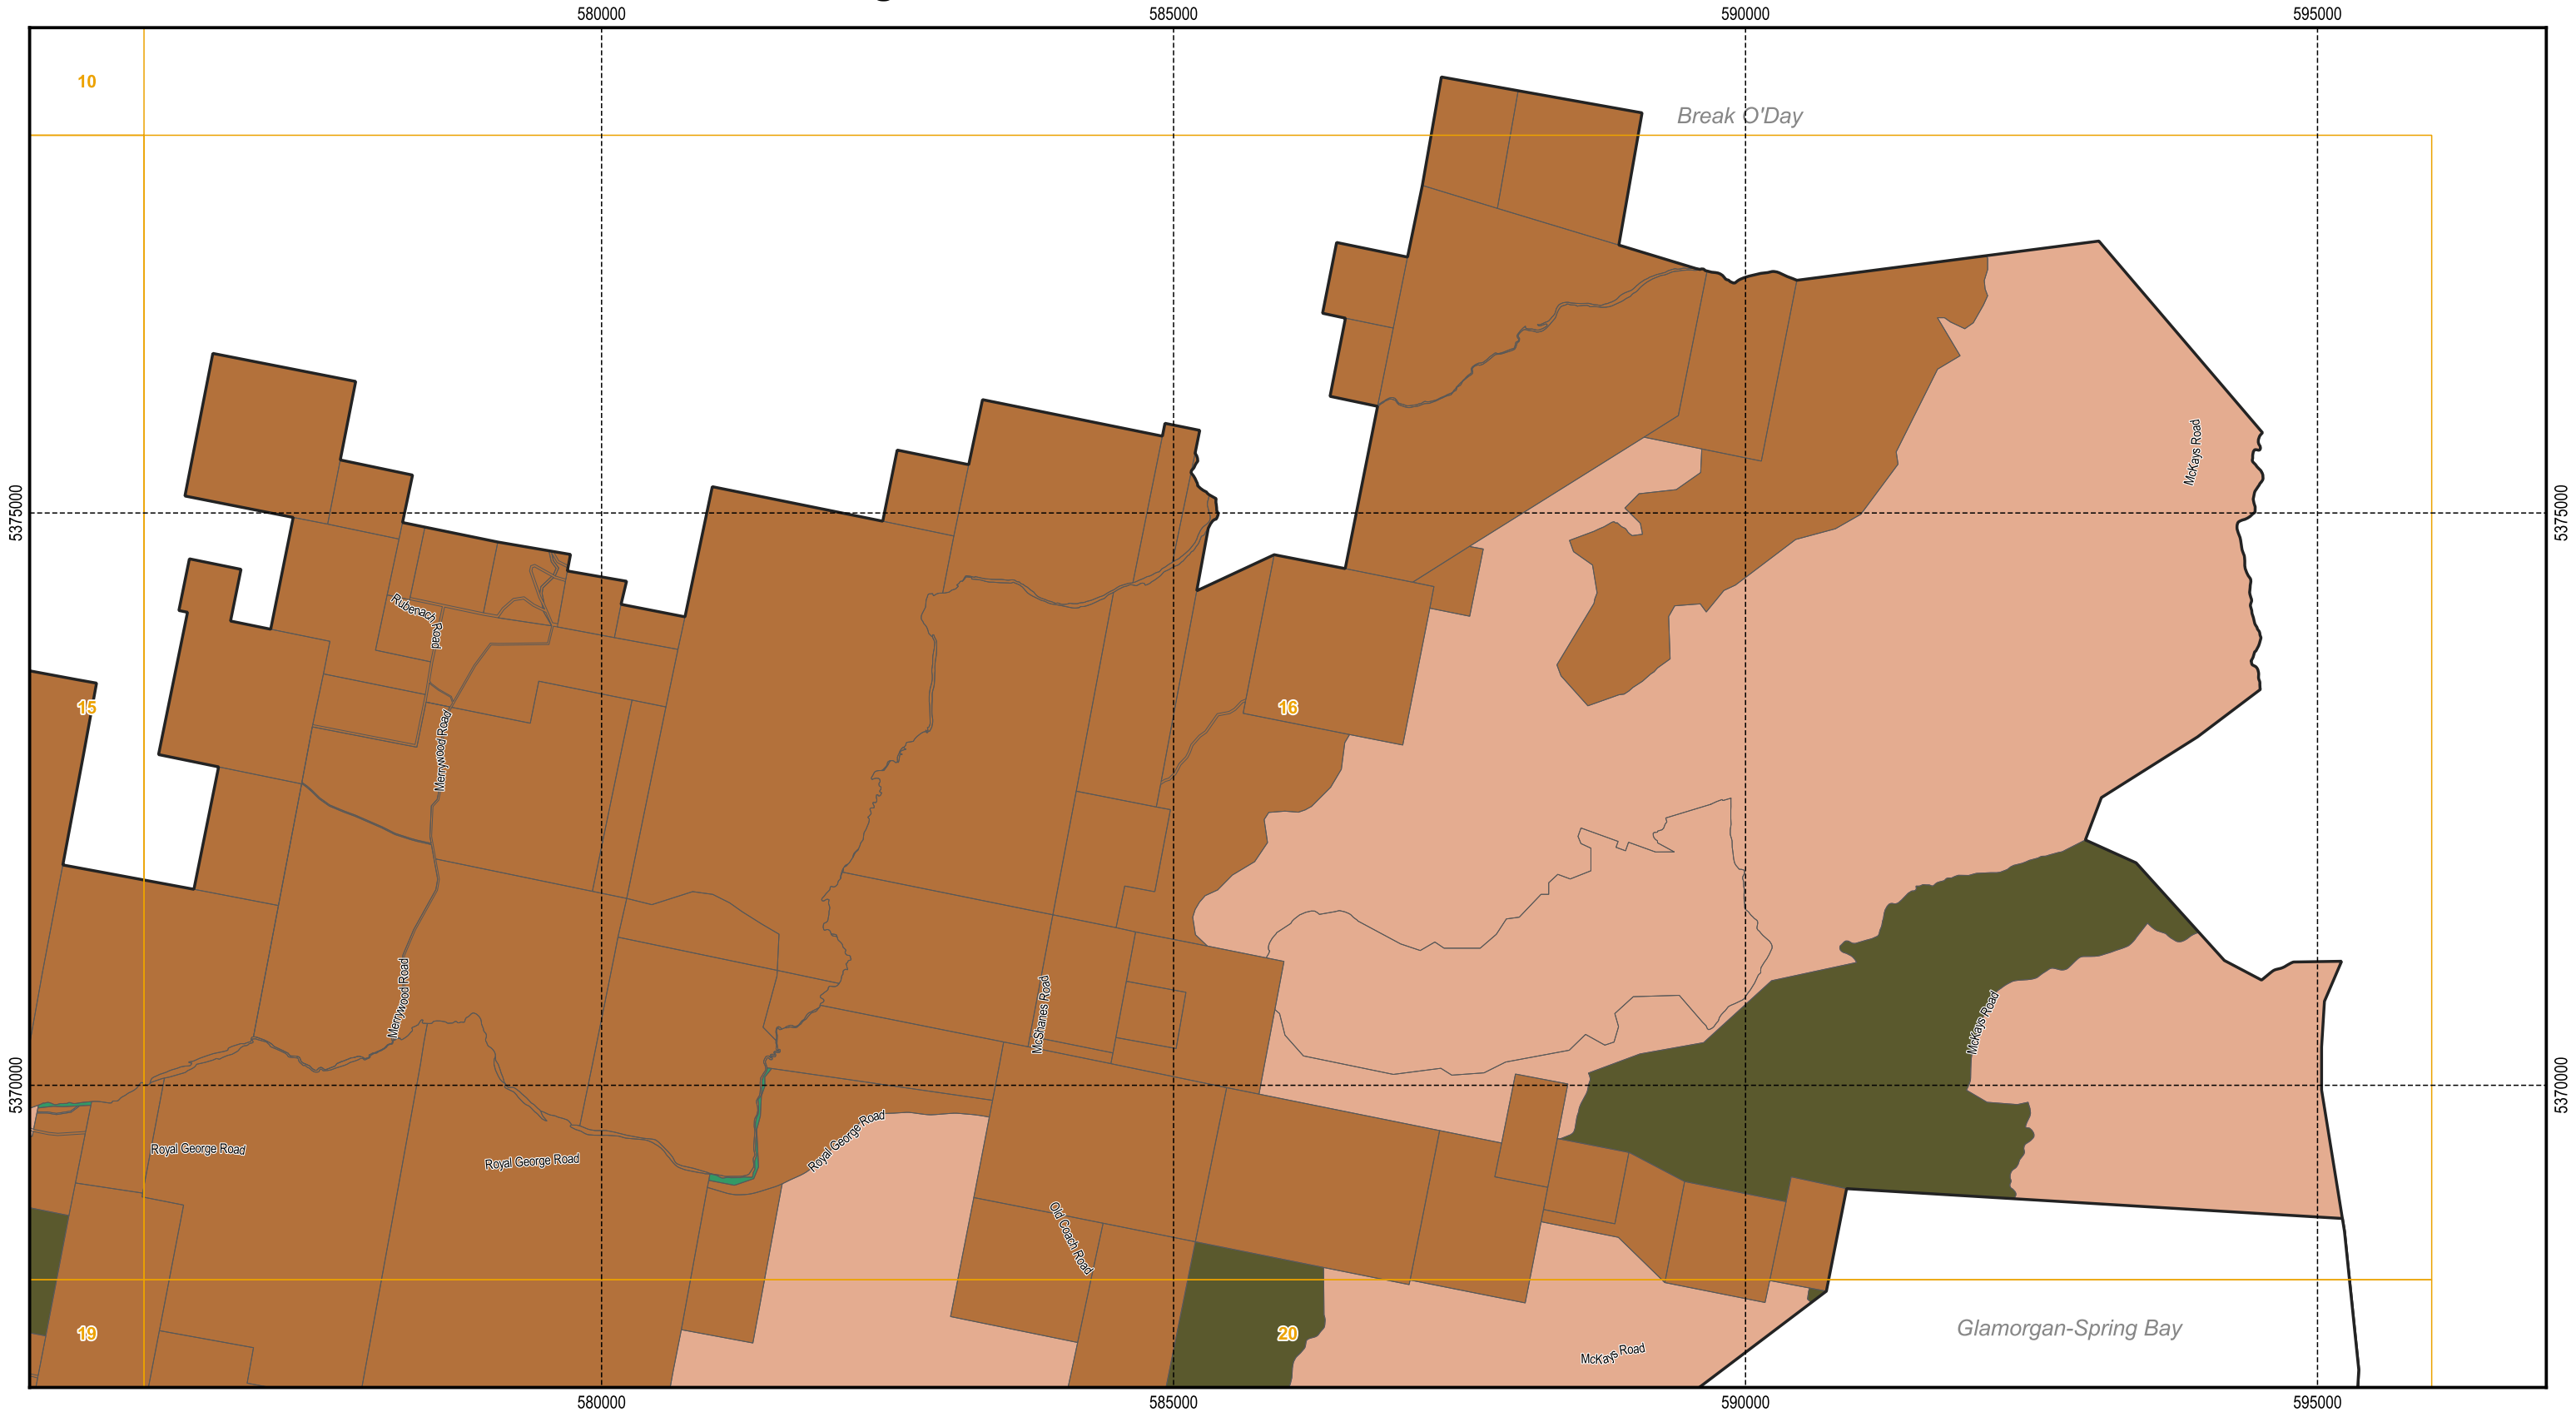 580000 585000 590000 595000
10
Break O'Day
McKays Road
5375000 5375000
Rubenach Road
15 16
Merrywood Road
McKays Road
Merrywood Road
McShanes Road
5370000 5370000
Royal George Road
Royal George Road
Royal George Road
Old Coach Road
19 20
Glamorgan-Spring Bay
McKays Road
580000 585000 590000 595000